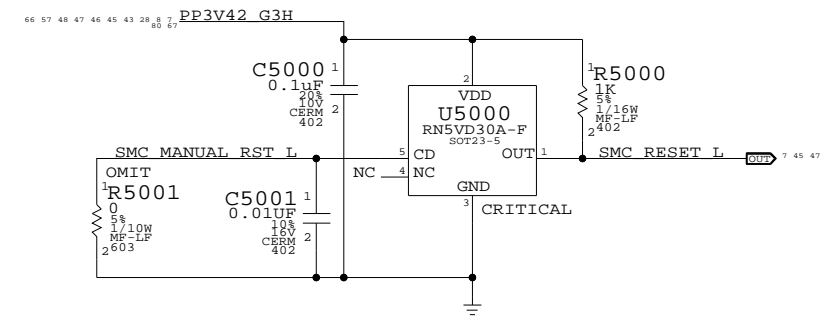 66 57 48 47 46 45 43 28 8 7 PP3V42_G3H
80 67
C5000 1
0.1uF
20%
10V
CERM 2
402
2
VDD
U5000
RN5VD30A-F
SOT23-5
1 R5000
1K
5%
1/16W
MF-LF
2 402
SMC_MANUAL_RST_L
5 CD
OUT 1
SMC_RESET_L
OUT 7 45 47
NC 4 NC
GND
3
CRITICAL
OMIT
1 R5001
0
5%
1/10W
MF-LF
2 603
C5001 1
0.01UF
10%
16V
CERM 2
402